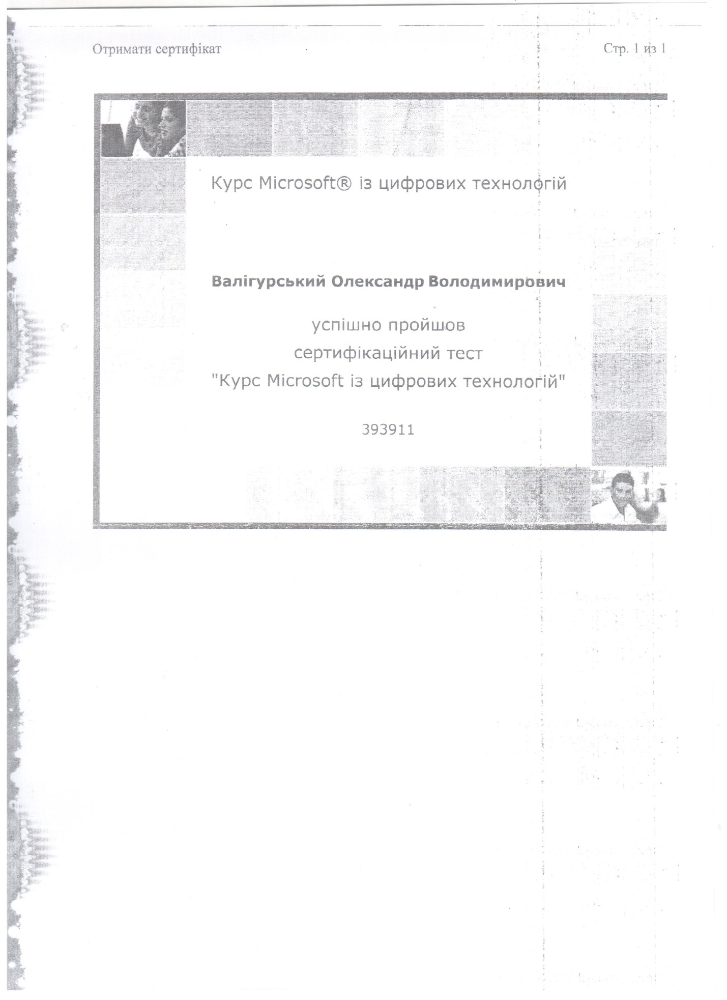 Отримати сертифікат
Стр. 1 из 1
Курс Microsoft® із цифрових технологій
Валігурський Олександр Володимирович
успішно пройшов
сертифікаційний тест
"Курс Microsoft із цифрових технологій"
393911